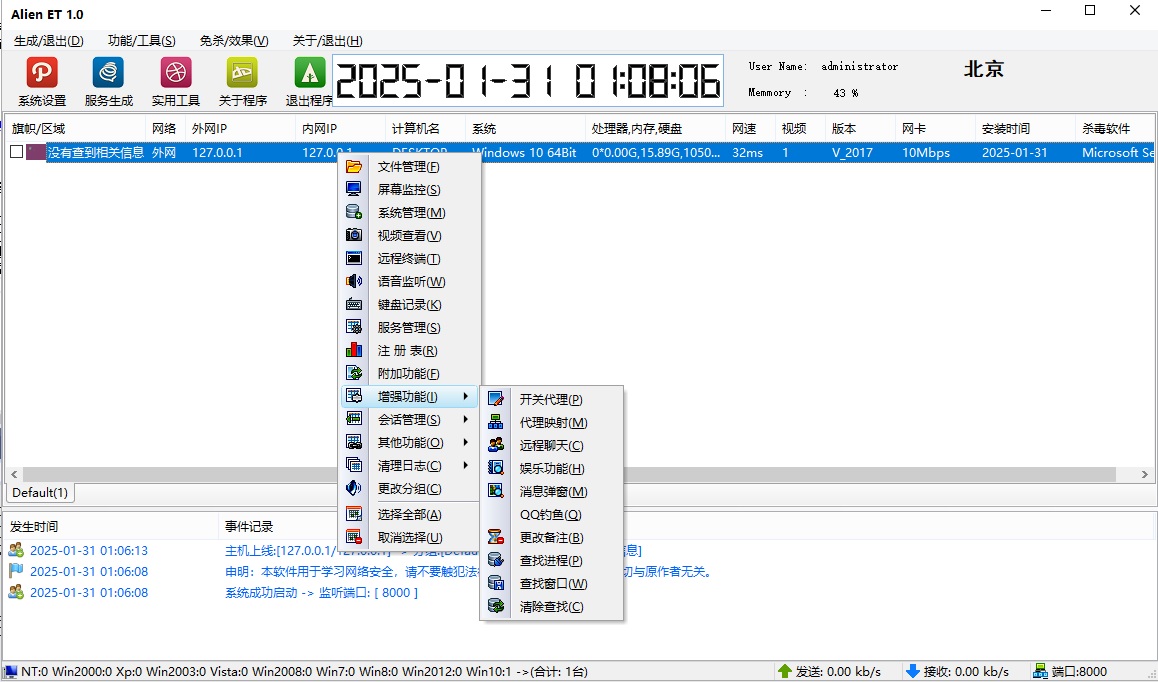 Alien ET 1.0
生成/退出(D) 功能/工具(S) 免杀/效果(V) 关于/退出(H)
系统设置 服务生成 实用工具 关于程序 退出程序
2025-01-31 01:08:06
User Name: administrator
Memmory : 43 %
北京
旗帜/区域 网络 外网IP 内网IP 计算机名 系统 处理器,内存,硬盘 网速 视频 版本 网卡 安装时间 杀毒软件
没有查到相关信息 外网 127.0.0.1 127.0.0.1 DESKTOP Windows 10 64Bit 0*0.00G,15.89G,1050... 32ms 1 V_2017 10Mbps 2025-01-31 Microsoft Se
文件管理(F)
屏幕监控(S)
系统管理(M)
视频查看(V)
远程终端(T)
语音监听(W)
键盘记录(K)
服务管理(S)
注 册 表(R)
附加功能(F)
增强功能(I)
会话管理(S)
其他功能(O)
清理日志(C)
更改分组(C)
选择全部(A)
取消选择(U)
开关代理(P)
代理映射(M)
远程聊天(C)
娱乐功能(H)
消息弹窗(M)
QQ钓鱼(Q)
更改备注(B)
查找进程(P)
查找窗口(W)
清除查找(C)
Default(1)
发生时间 事件记录
2025-01-31 01:06:13 主机上线:[127.0.0.1/127.0.0.1] -> 分组:[Defau 信息]
2025-01-31 01:06:08 申明：本软件用于学习网络安全，请不要触犯法 切与原作者无关。
2025-01-31 01:06:08 系统成功启动 -> 监听端口: [ 8000 ]
NT:0 Win2000:0 Xp:0 Win2003:0 Vista:0 Win2008:0 Win7:0 Win8:0 Win2012:0 Win10:1 ->(合计: 1台) 发送: 0.00 kb/s 接收: 0.00 kb/s 端口:8000